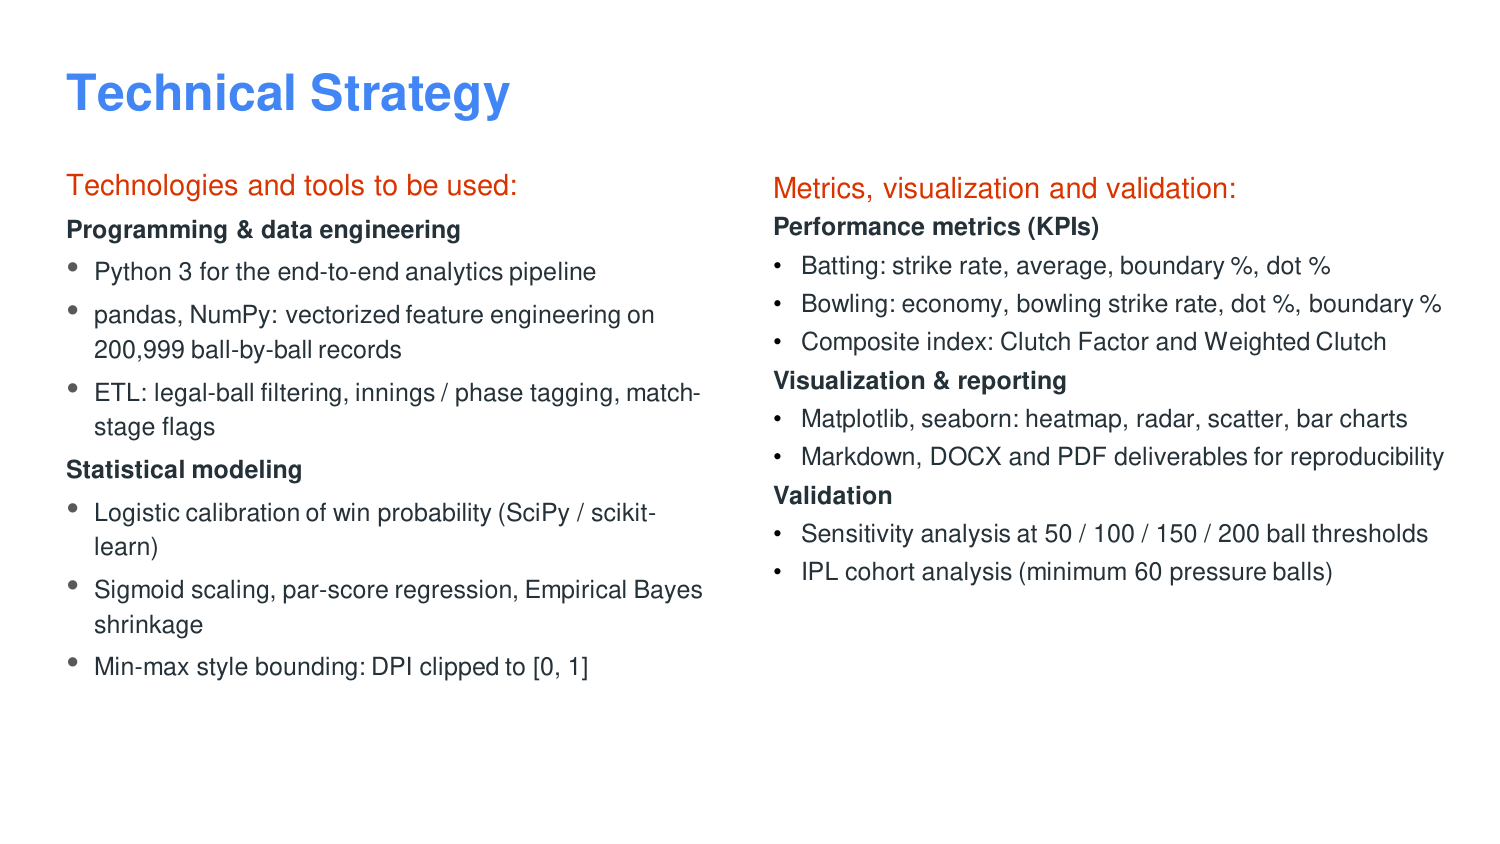 Technical Strategy
Technologies and tools to be used:
Programming & data engineering
• Python 3 for the end-to-end analytics pipeline
• pandas, NumPy: vectorized feature engineering on
200,999 ball-by-ball records
• ETL: legal-ball filtering, innings / phase tagging, match-
stage flags
Statistical modeling
• Logistic calibration of win probability (SciPy / scikit-
learn)
• Sigmoid scaling, par-score regression, Empirical Bayes
shrinkage
• Min-max style bounding: DPI clipped to [0, 1]
Metrics, visualization and validation:
Performance metrics (KPIs)
• Batting: strike rate, average, boundary %, dot %
• Bowling: economy, bowling strike rate, dot %, boundary %
• Composite index: Clutch Factor and Weighted Clutch
Visualization & reporting
• Matplotlib, seaborn: heatmap, radar, scatter, bar charts
• Markdown, DOCX and PDF deliverables for reproducibility
Validation
• Sensitivity analysis at 50 / 100 / 150 / 200 ball thresholds
• IPL cohort analysis (minimum 60 pressure balls)